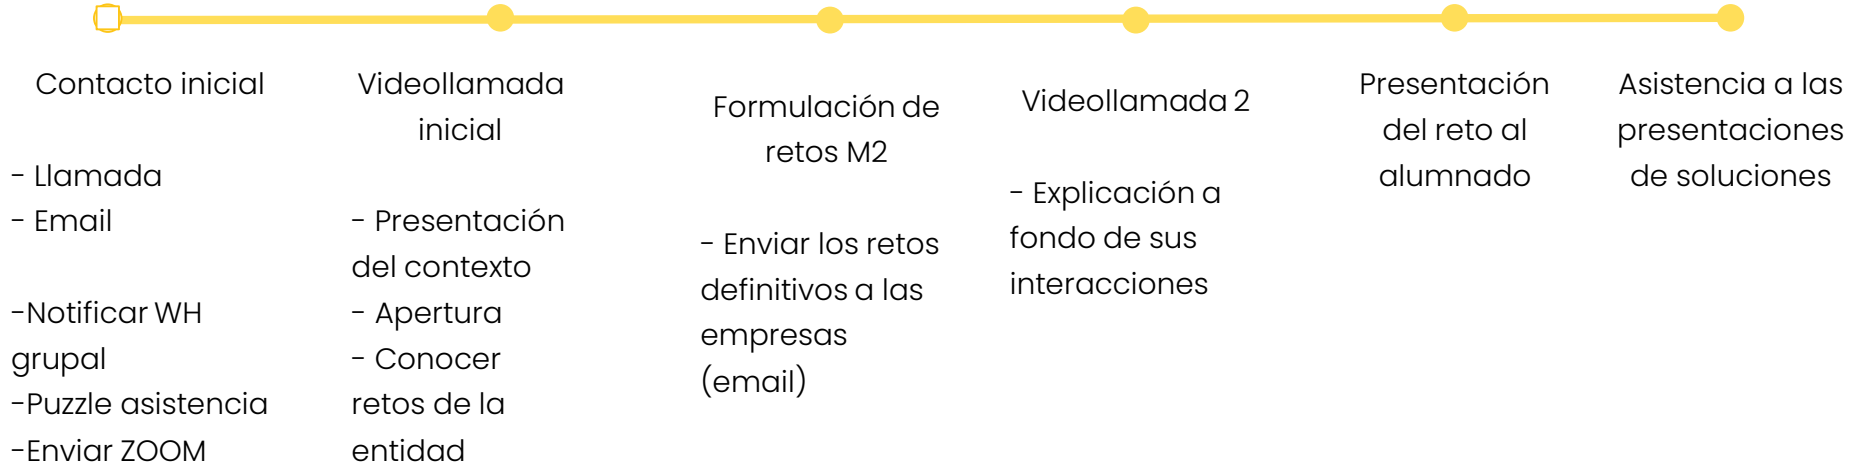 Contacto inicial
- Llamada
- Email
-Notificar WH
grupal
-Puzzle asistencia
-Enviar ZOOM
Videollamada
inicial
- Presentación
del contexto
- Apertura
- Conocer
retos de la
entidad
Formulación de
retos M2
- Enviar los retos
definitivos a las
empresas
(email)
Videollamada 2
- Explicación a
fondo de sus
interacciones
Presentación
del reto al
alumnado
Asistencia a las
presentaciones
de soluciones